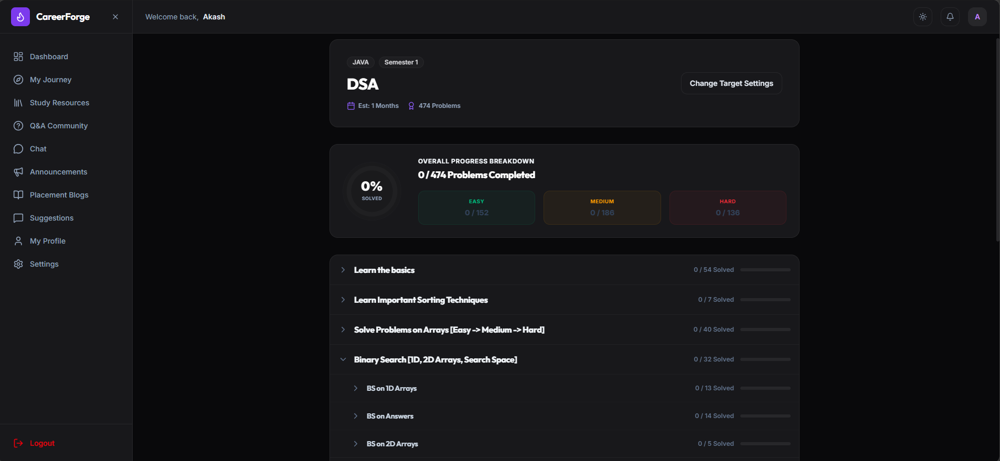 CareerForge
Welcome back, Akash
A
Dashboard
My Journey
Study Resources
Q&A Community
Chat
Announcements
Placement Blogs
Suggestions
My Profile
Settings
Logout
JAVA
Semester 1
DSA
Est: 1 Months
474 Problems
Change Target Settings
0%
SOLVED
OVERALL PROGRESS BREAKDOWN
0 / 474 Problems Completed
EASY
0 / 152
MEDIUM
0 / 186
HARD
0 / 136
Learn the basics
0 / 54 Solved
Learn Important Sorting Techniques
0 / 7 Solved
Solve Problems on Arrays [Easy -> Medium -> Hard]
0 / 40 Solved
Binary Search [1D, 2D Arrays, Search Space]
0 / 32 Solved
BS on 1D Arrays
0 / 13 Solved
BS on Answers
0 / 14 Solved
BS on 2D Arrays
0 / 5 Solved